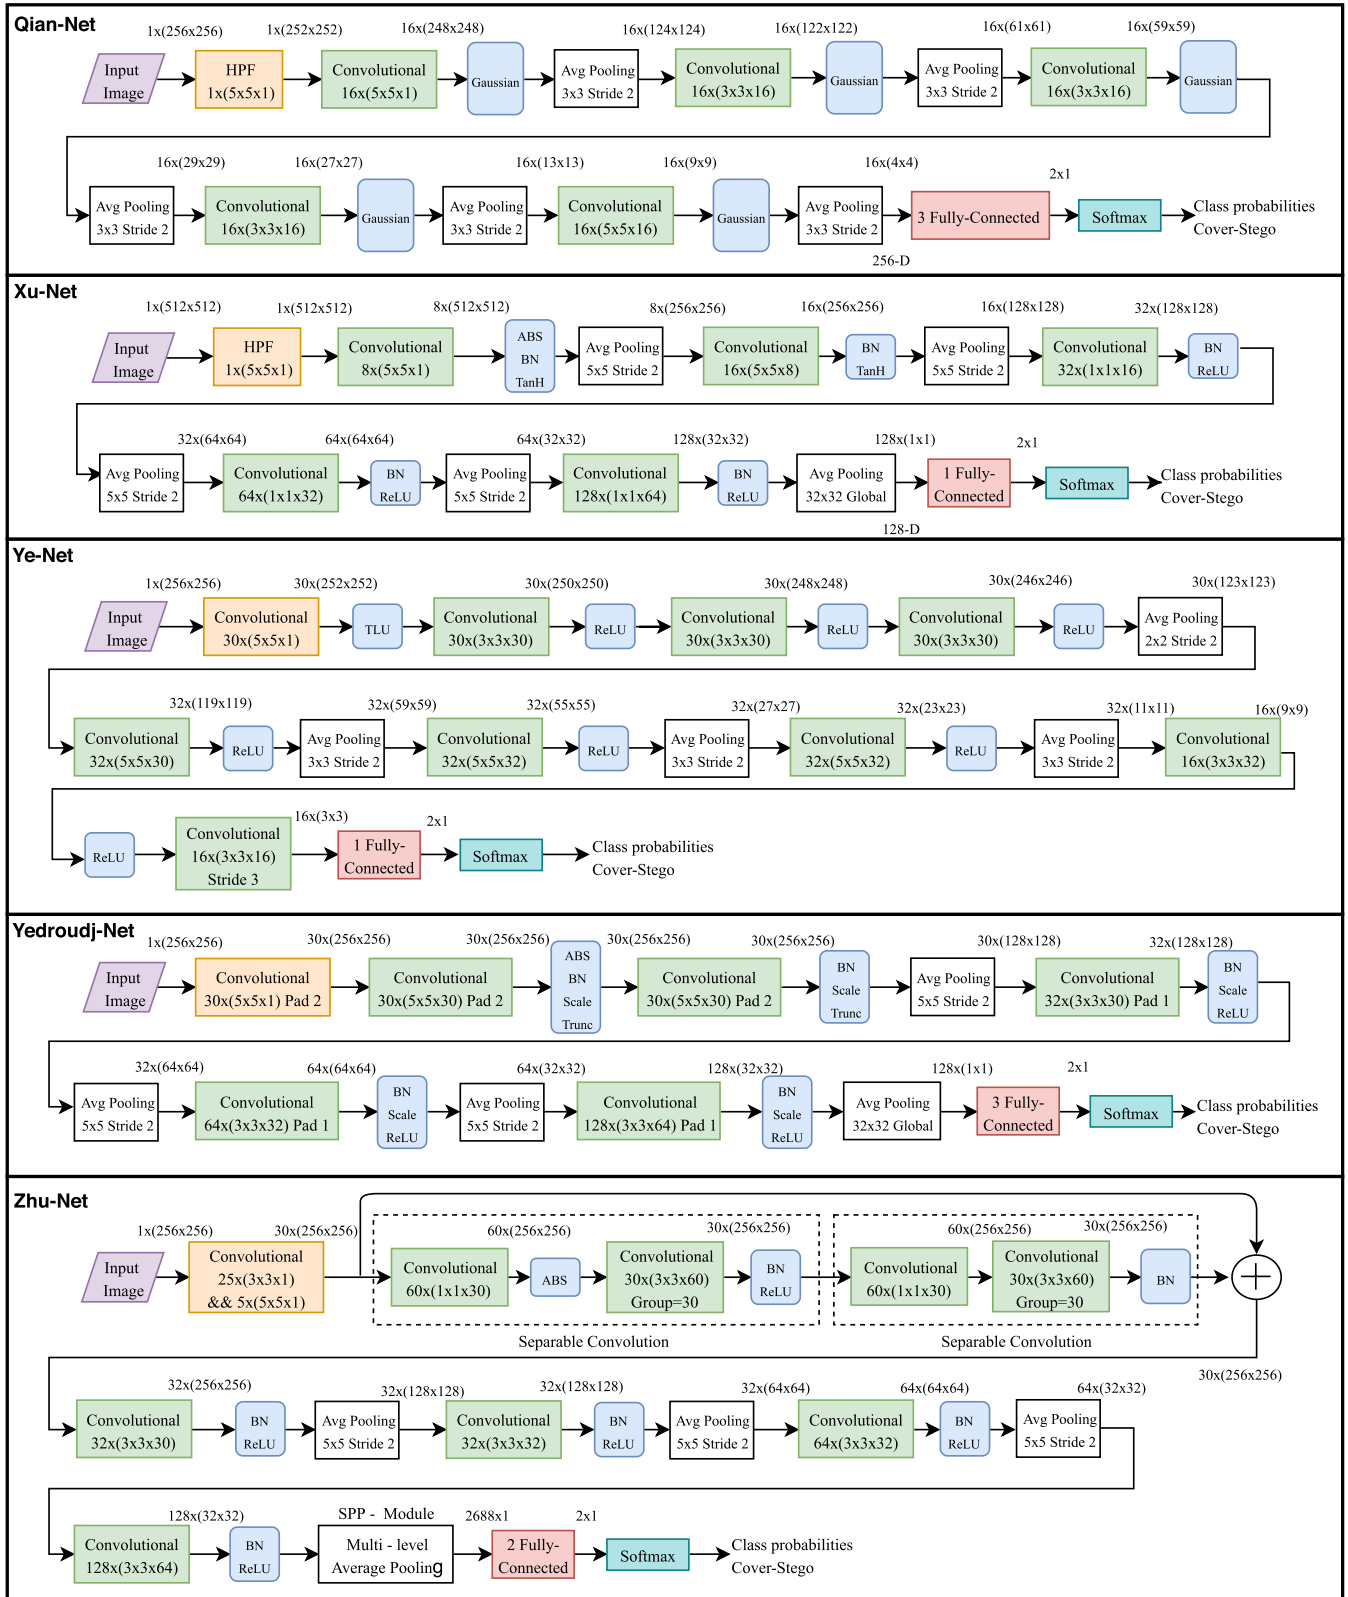 Qian-Net
1x(256x256) 1x(252x252) 16x(248x248) 16x(124x124) 16x(122x122) 16x(61x61) 16x(59x59)
Input Image
HPF 1x(5x5x1)
Convolutional 16x(5x5x1)
Gaussian
Avg Pooling 3x3 Stride 2
Convolutional 16x(3x3x16)
Gaussian
Avg Pooling 3x3 Stride 2
Convolutional 16x(3x3x16)
Gaussian
16x(29x29) 16x(27x27) 16x(13x13) 16x(9x9) 16x(4x4) 2x1
Avg Pooling 3x3 Stride 2
Convolutional 16x(3x3x16)
Gaussian
Avg Pooling 3x3 Stride 2
Convolutional 16x(5x5x16)
Gaussian
Avg Pooling 3x3 Stride 2
3 Fully-Connected
Softmax
Class probabilities
Cover-Stego
256-D
Xu-Net
1x(512x512) 1x(512x512) 8x(512x512) 8x(256x256) 16x(256x256) 16x(128x128) 32x(128x128)
Input Image
HPF 1x(5x5x1)
Convolutional 8x(5x5x1)
ABS BN TanH
Avg Pooling 5x5 Stride 2
Convolutional 16x(5x5x8)
BN TanH
Avg Pooling 5x5 Stride 2
Convolutional 32x(1x1x16)
BN ReLU
32x(64x64) 64x(64x64) 64x(32x32) 128x(32x32) 128x(1x1) 2x1
Avg Pooling 5x5 Stride 2
Convolutional 64x(1x1x32)
BN ReLU
Avg Pooling 5x5 Stride 2
Convolutional 128x(1x1x64)
BN ReLU
Avg Pooling 32x32 Global
1 Fully-Connected
Softmax
Class probabilities
Cover-Stego
128-D
Ye-Net
1x(256x256) 30x(252x252) 30x(250x250) 30x(248x248) 30x(246x246) 30x(123x123)
Input Image
Convolutional 30x(5x5x1)
TLU
Convolutional 30x(3x3x30)
ReLU
Convolutional 30x(3x3x30)
ReLU
Convolutional 30x(3x3x30)
ReLU
Avg Pooling 2x2 Stride 2
32x(119x119) 32x(59x59) 32x(55x55) 32x(27x27) 32x(23x23) 32x(11x11) 16x(9x9)
Convolutional 32x(5x5x30)
ReLU
Avg Pooling 3x3 Stride 2
Convolutional 32x(5x5x32)
ReLU
Avg Pooling 3x3 Stride 2
Convolutional 32x(5x5x32)
ReLU
Avg Pooling 3x3 Stride 2
Convolutional 16x(3x3x32)
16x(3x3) 2x1
ReLU
Convolutional 16x(3x3x16) Stride 3
1 Fully-Connected
Softmax
Class probabilities
Cover-Stego
Yedroudj-Net
1x(256x256) 30x(256x256) 30x(256x256) 30x(256x256) 30x(256x256) 30x(128x128) 32x(128x128)
Input Image
Convolutional 30x(5x5x1) Pad 2
Convolutional 30x(5x5x30) Pad 2
ABS BN Scale Trunc
Convolutional 30x(5x5x30) Pad 2
BN Scale Trunc
Avg Pooling 5x5 Stride 2
Convolutional 32x(3x3x30) Pad 1
BN Scale ReLU
32x(64x64) 64x(64x64) 64x(32x32) 128x(32x32) 128x(1x1) 2x1
Avg Pooling 5x5 Stride 2
Convolutional 64x(3x3x32) Pad 1
BN Scale ReLU
Avg Pooling 5x5 Stride 2
Convolutional 128x(3x3x64) Pad 1
BN Scale ReLU
Avg Pooling 32x32 Global
3 Fully-Connected
Softmax
Class probabilities
Cover-Stego
Zhu-Net
1x(256x256) 30x(256x256) 60x(256x256) 30x(256x256) 60x(256x256) 30x(256x256)
Input Image
Convolutional 25x(3x3x1) && 5x(5x5x1)
Convolutional 60x(1x1x30)
ABS
Convolutional 30x(3x3x60) Group=30
BN ReLU
Convolutional 60x(1x1x30)
Convolutional 30x(3x3x60) Group=30
BN
Separable Convolution Separable Convolution
30x(256x256)
32x(256x256) 32x(128x128) 32x(128x128) 32x(64x64) 64x(64x64) 64x(32x32)
Convolutional 32x(3x3x30)
BN ReLU
Avg Pooling 5x5 Stride 2
Convolutional 32x(3x3x32)
BN ReLU
Avg Pooling 5x5 Stride 2
Convolutional 64x(3x3x32)
BN ReLU
Avg Pooling 5x5 Stride 2
128x(32x32) SPP - Module 2688x1 2x1
Convolutional 128x(3x3x64)
BN ReLU
Multi - level Average Pooling
2 Fully-Connected
Softmax
Class probabilities
Cover-Stego